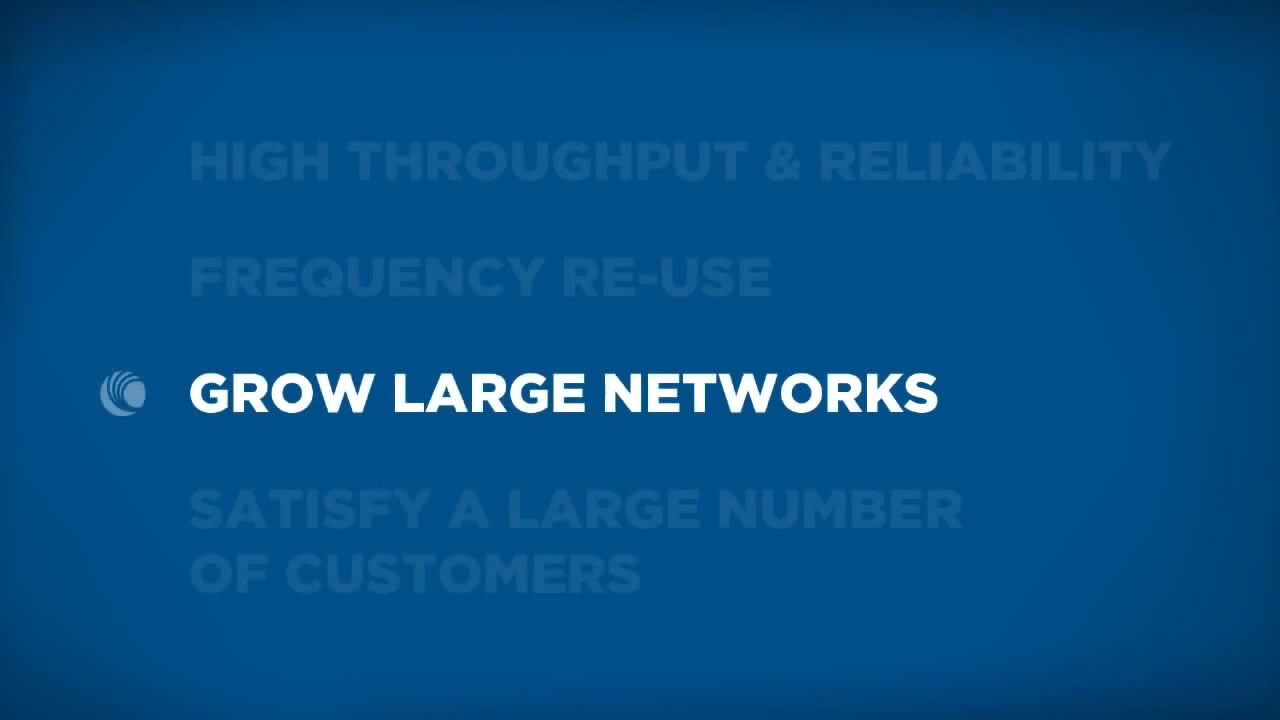 HIGH THROUGHPUT & RELIABILITY
FREQUENCY RE-USE
GROW LARGE NETWORKS
SATISFY A LARGE NUMBER
OF CUSTOMERS